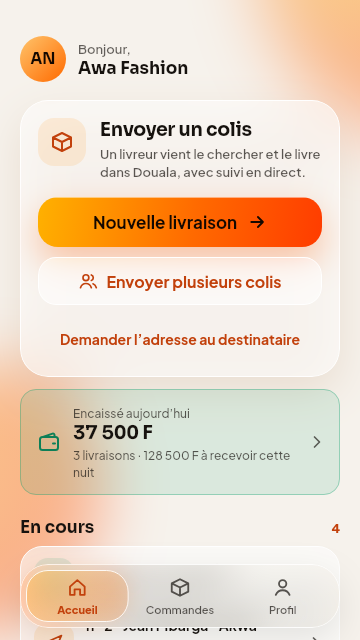 AN
Bonjour,
Awa Fashion
Envoyer un colis
Un livreur vient le chercher et le livre
dans Douala, avec suivi en direct.
Nouvelle livraison
Envoyer plusieurs colis
Demander l’adresse au destinataire
Encaissé aujourd’hui
37 500 F
3 livraisons · 128 500 F à recevoir cette
nuit
En cours
4
Accueil
Commandes
Profil